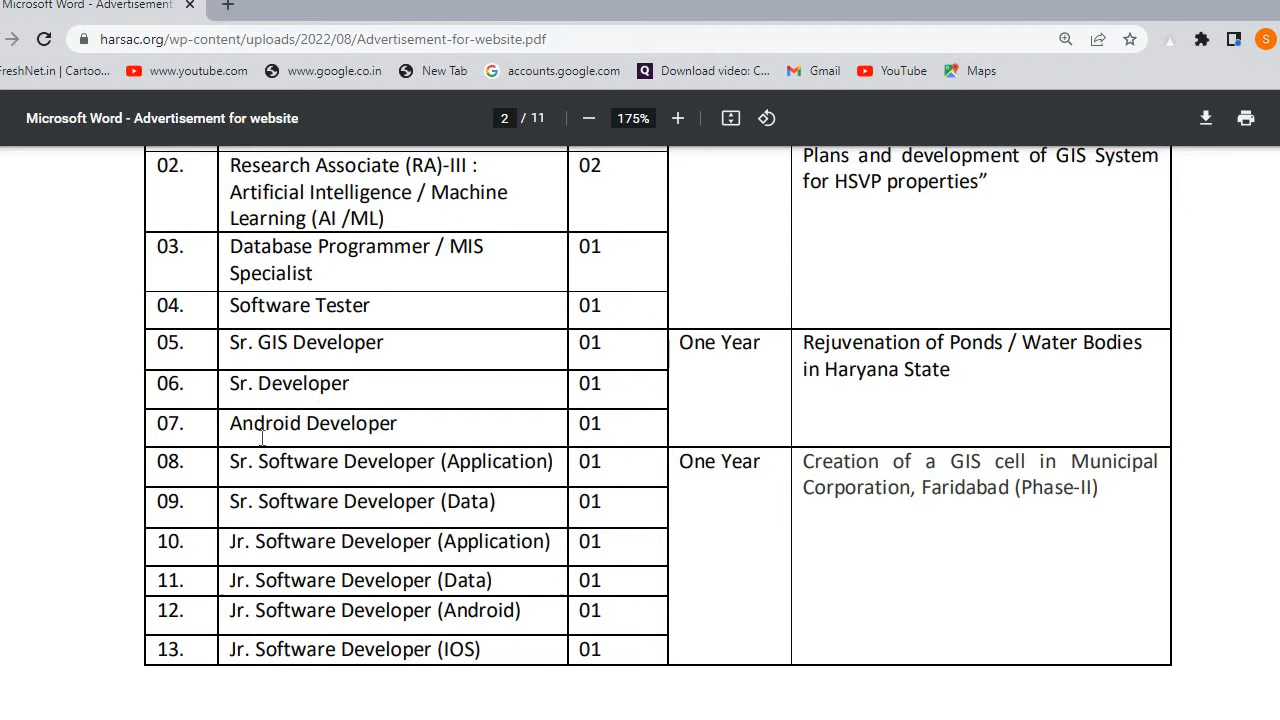 Microsoft Word - Advertisement
harsac.org/wp-content/uploads/2022/08/Advertisement-for-website.pdf
S
FreshNet.in | Cartoo... www.youtube.com www.google.co.in New Tab accounts.google.com Download video: C... Gmail YouTube Maps
Microsoft Word - Advertisement for website 2 / 11 175%
02. Research Associate (RA)-III : 02 Plans and development of GIS System
Artificial Intelligence / Machine for HSVP properties”
Learning (AI /ML)
03. Database Programmer / MIS 01
Specialist
04. Software Tester 01
05. Sr. GIS Developer 01 One Year Rejuvenation of Ponds / Water Bodies
in Haryana State
06. Sr. Developer 01
07. Android Developer 01
08. Sr. Software Developer (Application) 01 One Year Creation of a GIS cell in Municipal
Corporation, Faridabad (Phase-II)
09. Sr. Software Developer (Data) 01
10. Jr. Software Developer (Application) 01
11. Jr. Software Developer (Data) 01
12. Jr. Software Developer (Android) 01
13. Jr. Software Developer (IOS) 01